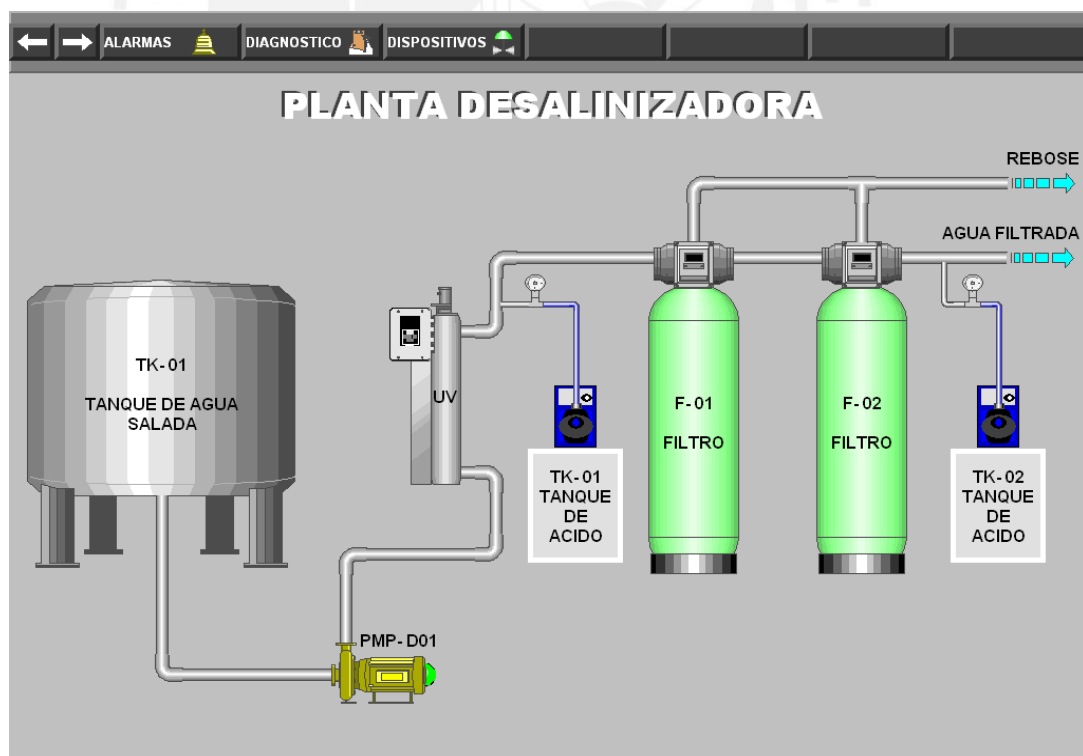 ALARMAS
DIAGNOSTICO
DISPOSITIVOS
PLANTA DESALINIZADORA
REBOSE
AGUA FILTRADA
TK-01
TANQUE DE AGUA
SALADA
UV
F-01
FILTRO
F-02
FILTRO
TK-01
TANQUE
DE
ACIDO
TK-02
TANQUE
DE
ACIDO
PMP-D01